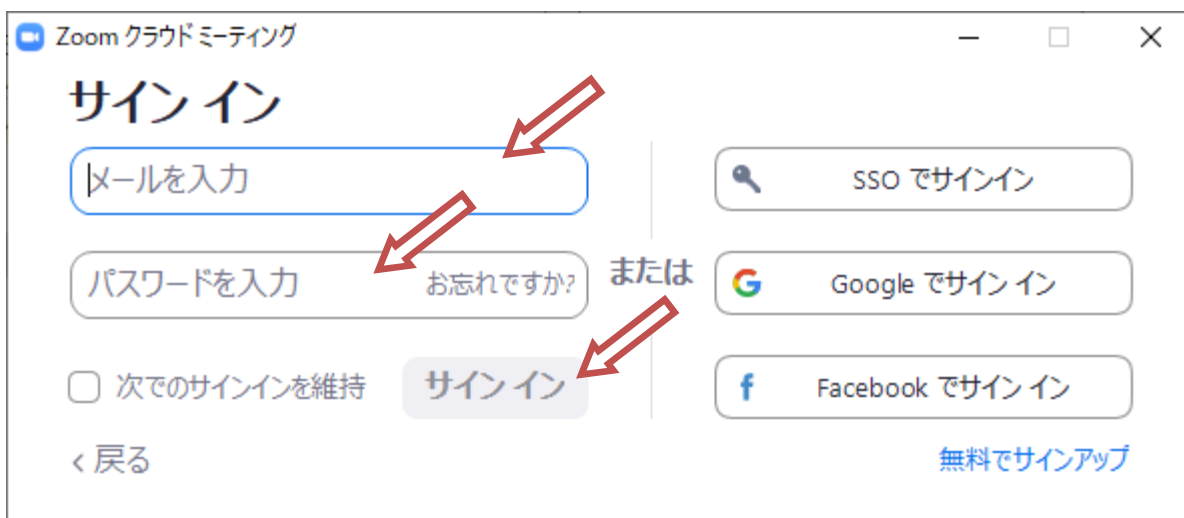 Zoom クラウド ミーティング
サイン イン
メールを入力
パスワードを入力 お忘れですか?
次でのサインインを維持 サイン イン
< 戻る
または
SSO でサインイン
Google でサイン イン
Facebook でサイン イン
無料でサインアップ